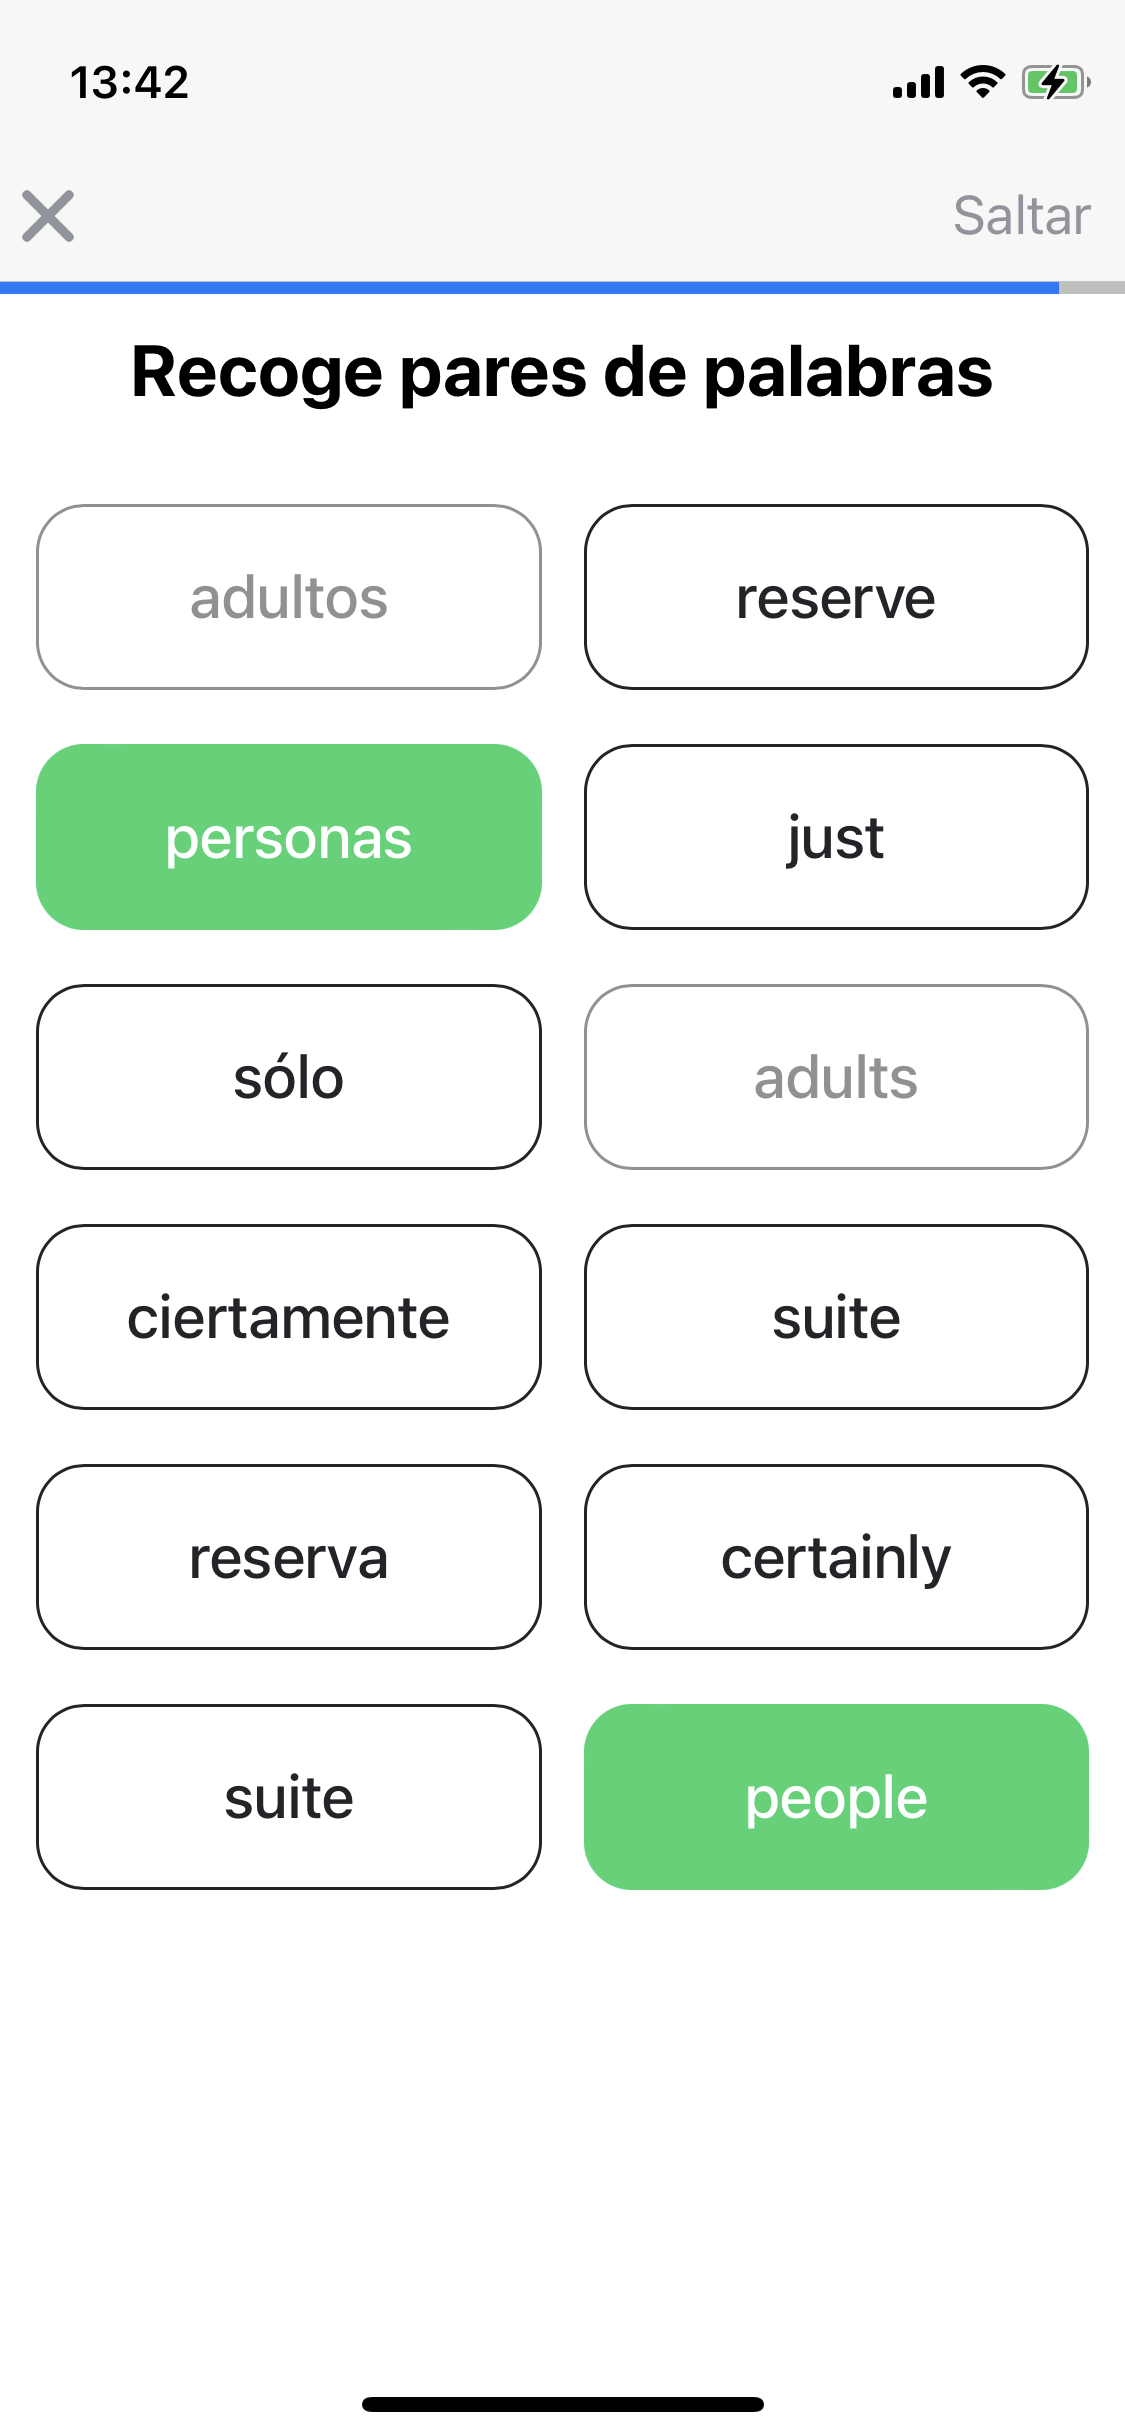 13:42
Saltar
Recoge pares de palabras
adultos
reserve
personas
just
sólo
adults
ciertamente
suite
reserva
certainly
suite
people